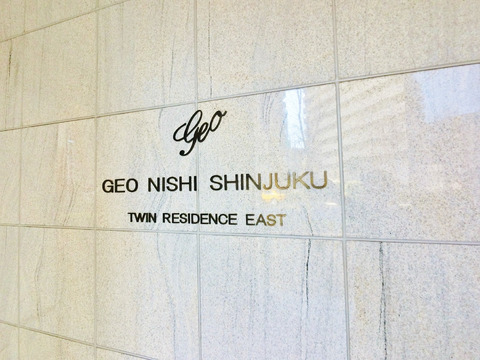 Geo
GEO NISHI SHINJUKU
TWIN RESIDENCE EAST